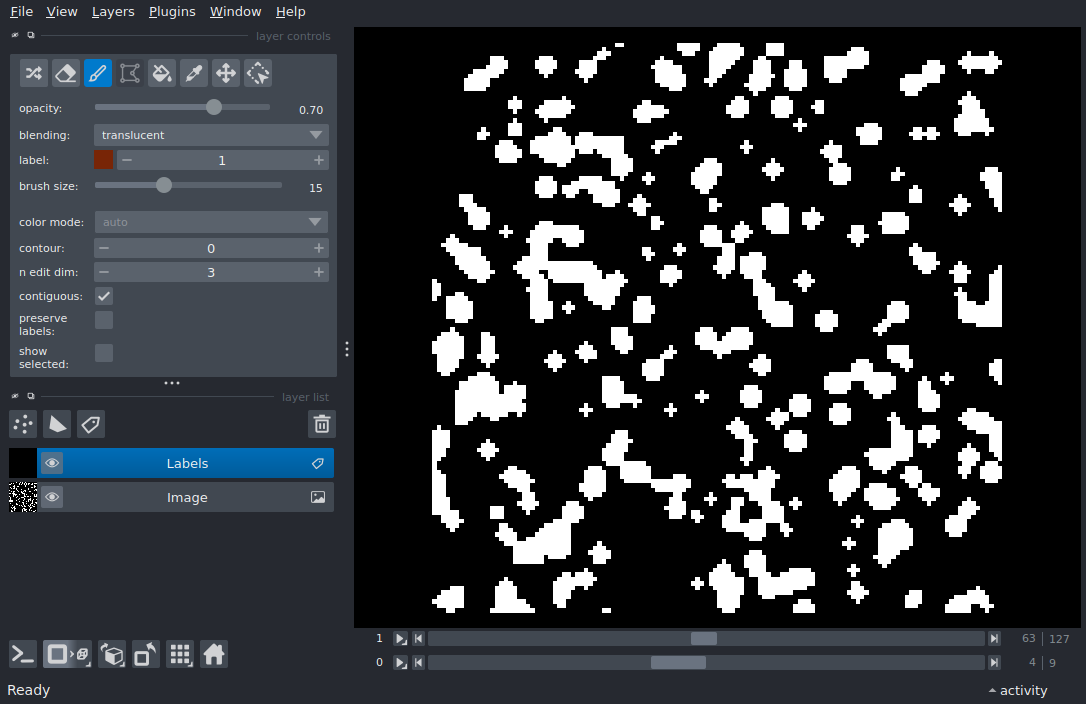 File View Layers Plugins Window Help
layer controls
opacity: 0.70
blending: translucent
label: 1
brush size: 15
color mode: auto
contour: 0
n edit dim: 3
contiguous:
preserve
labels:
show
selected:
layer list
Labels
Image
1 63 127
0 4 9
Ready activity